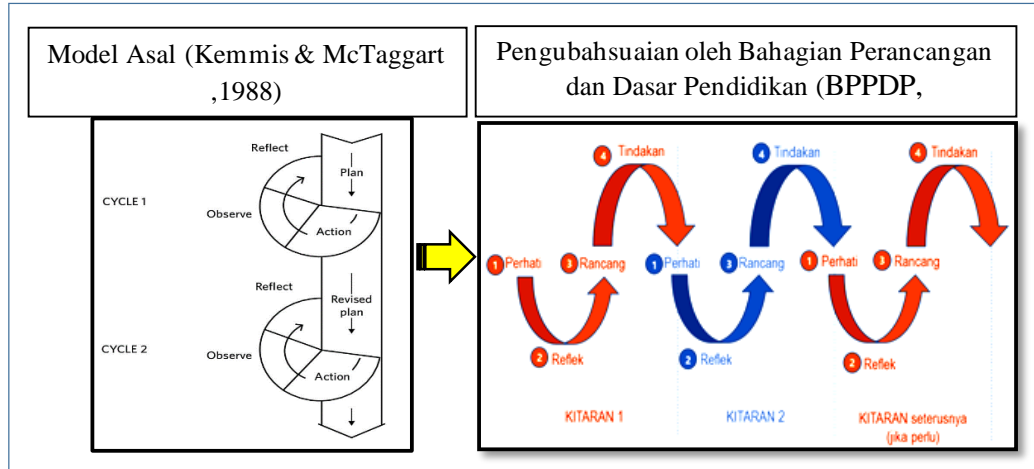 Model Asal (Kemmis & McTaggart
,1988)
Pengubahsuaian oleh Bahagian Perancangan
dan Dasar Pendidikan (BPPDP,
Reflect
Plan
CYCLE 1
Observe
Action
Reflect
Revised
plan
CYCLE 2
Observe
Action
4 Tindakan
1 Perhati
3 Rancang
2 Reflek
KITARAN 1
4 Tindakan
1 Perhati
3 Rancang
2 Reflek
KITARAN 2
4 Tindakan
1 Perhati
3 Rancang
2 Reflek
KITARAN seterusnya
(jika perlu)